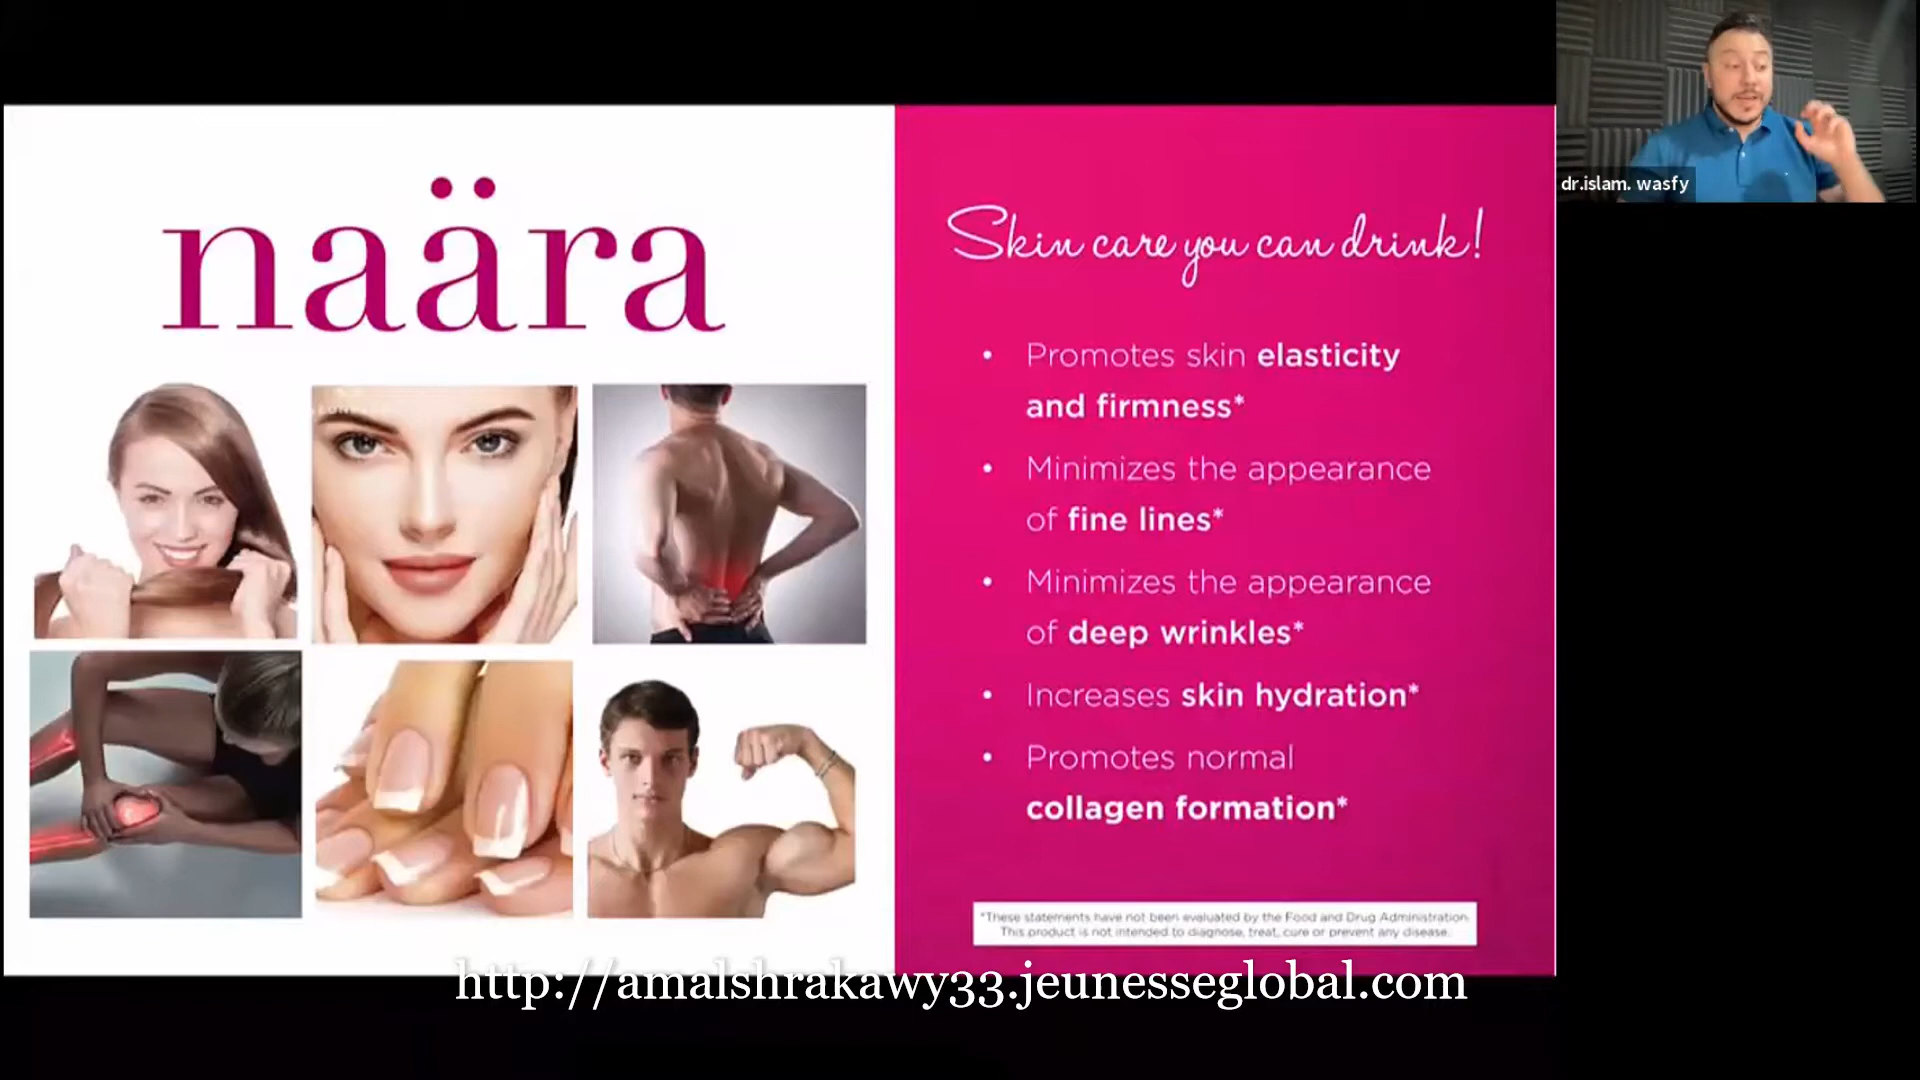 dr.islam. wasfy
naära
Skin care you can drink!
• Promotes skin elasticity
and firmness*
• Minimizes the appearance
of fine lines*
• Minimizes the appearance
of deep wrinkles*
• Increases skin hydration*
• Promotes normal
collagen formation*
*These statements have not been evaluated by the Food and Drug Administration.
This product is not intended to diagnose, treat, cure or prevent any disease.
http://amalshrakawy33.jeunesseglobal.com